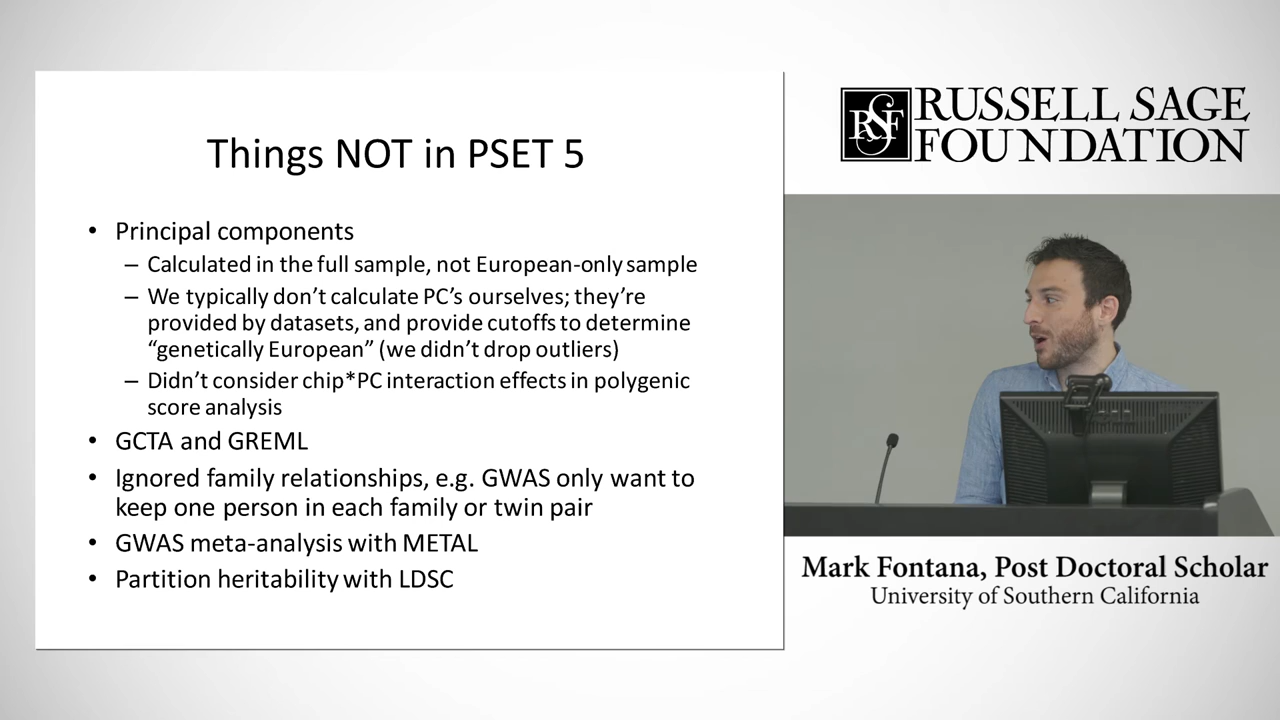 Things NOT in PSET 5
• Principal components
– Calculated in the full sample, not European-only sample
– We typically don't calculate PC's ourselves; they're
provided by datasets, and provide cutoffs to determine
"genetically European" (we didn't drop outliers)
– Didn't consider chip*PC interaction effects in polygenic
score analysis
• GCTA and GREML
• Ignored family relationships, e.g. GWAS only want to
keep one person in each family or twin pair
• GWAS meta-analysis with METAL
• Partition heritability with LDSC
RSF
RUSSELL SAGE
FOUNDATION
Mark Fontana, Post Doctoral Scholar
University of Southern California